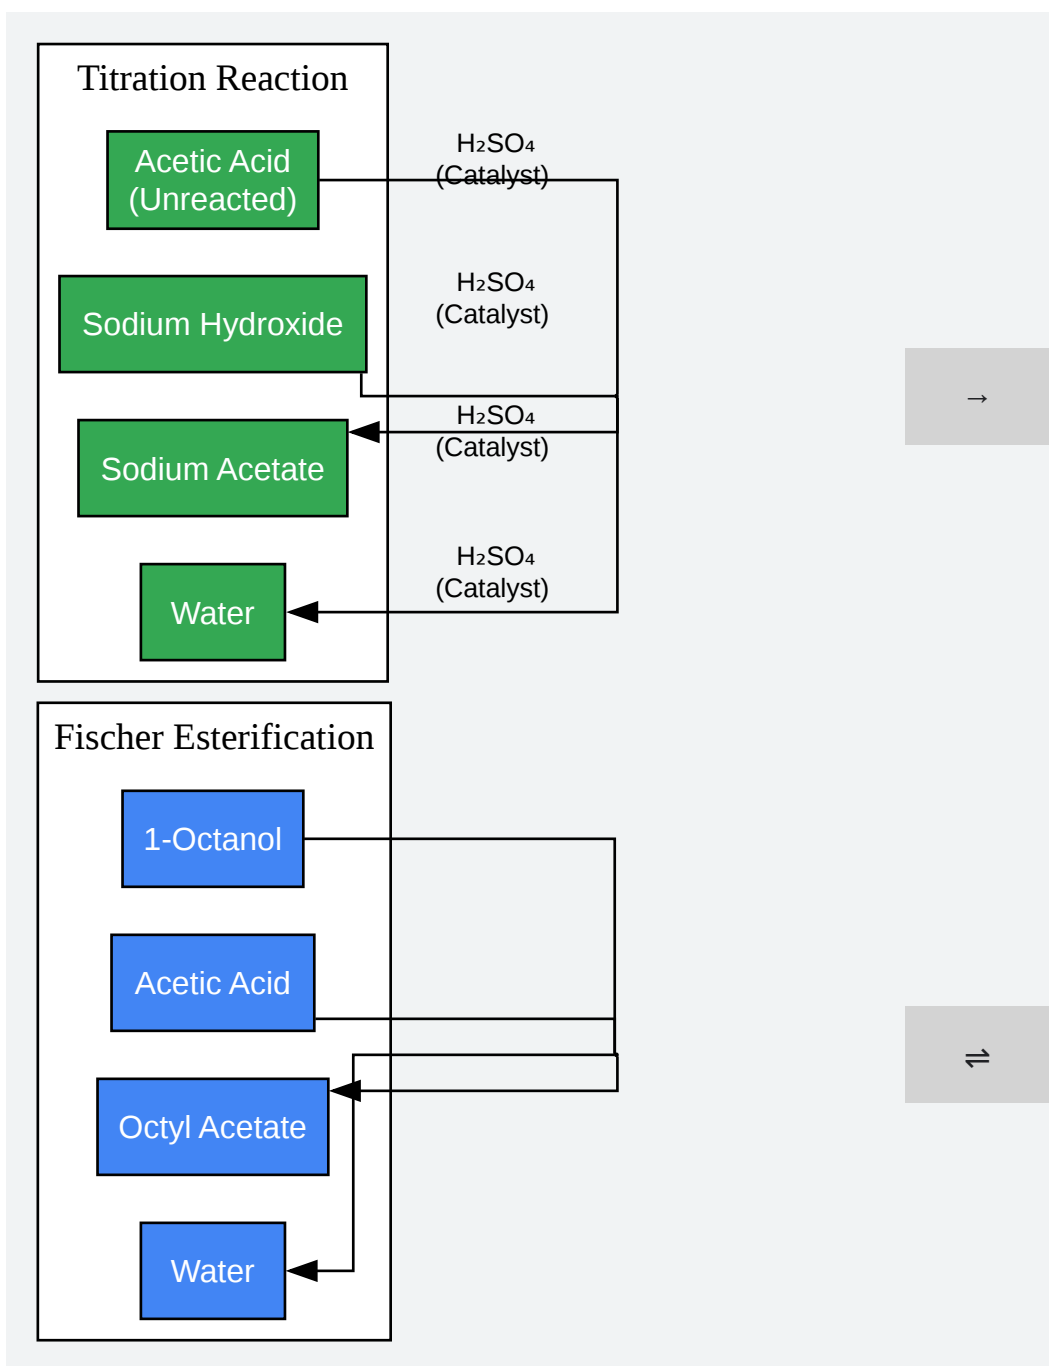 Titration Reaction
Acetic Acid
(Unreacted)
H₂SO₄
(Catalyst)
Sodium Hydroxide
H₂SO₄
(Catalyst)
→
Sodium Acetate
H₂SO₄
(Catalyst)
Water
H₂SO₄
(Catalyst)
Fischer Esterification
1-Octanol
Acetic Acid
⇌
Octyl Acetate
Water